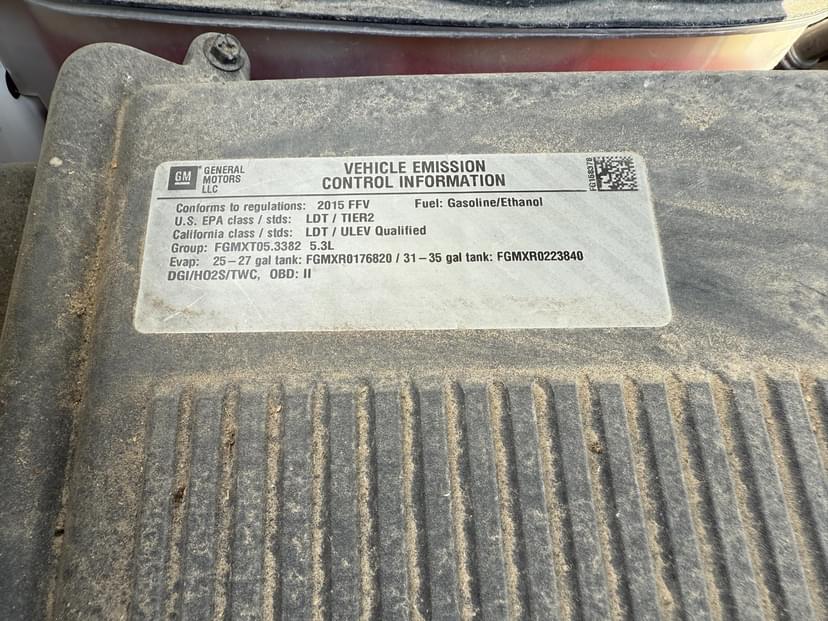 GM GENERAL MOTORS LLC
VEHICLE EMISSION
CONTROL INFORMATION
FG168378
Conforms to regulations: 2015 FFV Fuel: Gasoline/Ethanol
U.S. EPA class / stds: LDT / TIER2
California class / stds: LDT / ULEV Qualified
Group: FGMXT05.3382 5.3L
Evap: 25-27 gal tank: FGMXR0176820 / 31-35 gal tank: FGMXR0223840
DGI/HO2S/TWC, OBD: II